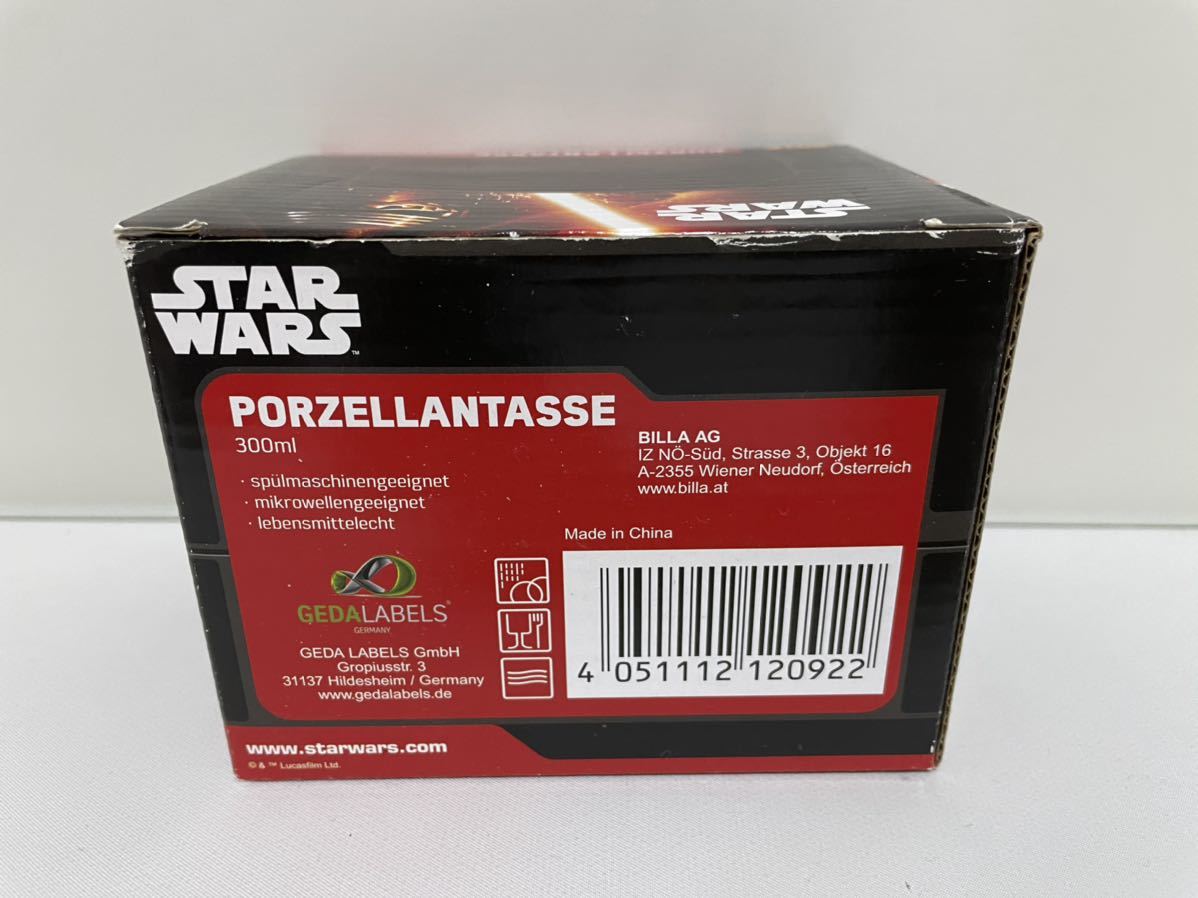 STAR
WARS
STAR
WARS™
PORZELLANTASSE
300ml
· spülmaschinengeeignet
· mikrowellengeeignet
· lebensmittelecht
BILLA AG
IZ NÖ-Süd, Strasse 3, Objekt 16
A-2355 Wiener Neudorf, Österreich
www.billa.at
Made in China
GEDALABELS®
GERMANY
GEDA LABELS GmbH
Gropiusstr. 3
31137 Hildesheim / Germany
www.gedalabels.de
4 051112 120922
www.starwars.com
© & ™ Lucasfilm Ltd.